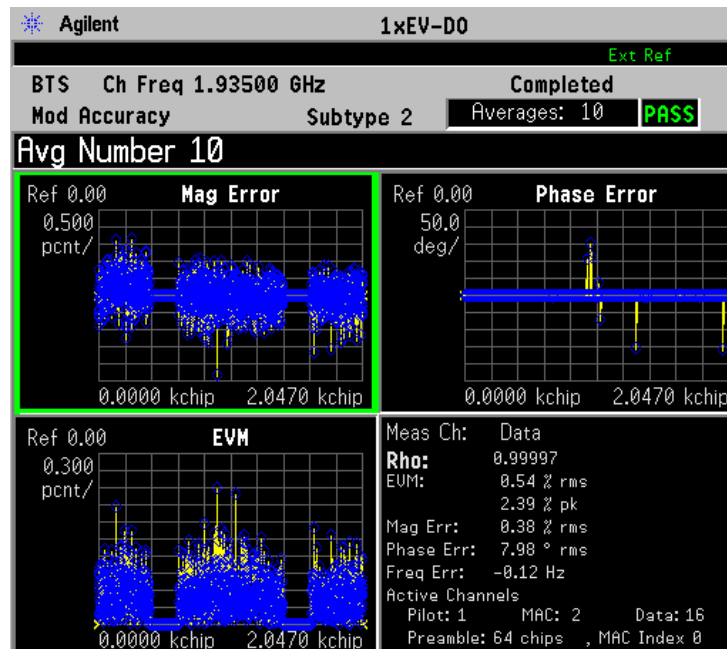 Agilent 1xEV-DO
Ext Ref
BTS Ch Freq 1.93500 GHz Completed
Mod Accuracy Subtype 2 Averages: 10 PASS
Avg Number 10
Ref 0.00 Mag Error
0.500
pcnt/
0.0000 kchip 2.0470 kchip
Ref 0.00 Phase Error
50.0
deg/
0.0000 kchip 2.0470 kchip
Ref 0.00 EVM
0.300
pcnt/
0.0000 kchip 2.0470 kchip
Meas Ch: Data
Rho: 0.99997
EVM: 0.54 % rms
2.39 % pk
Mag Err: 0.38 % rms
Phase Err: 7.98 ° rms
Freq Err: -0.12 Hz
Active Channels
Pilot: 1 MAC: 2 Data: 16
Preamble: 64 chips , MAC Index 0